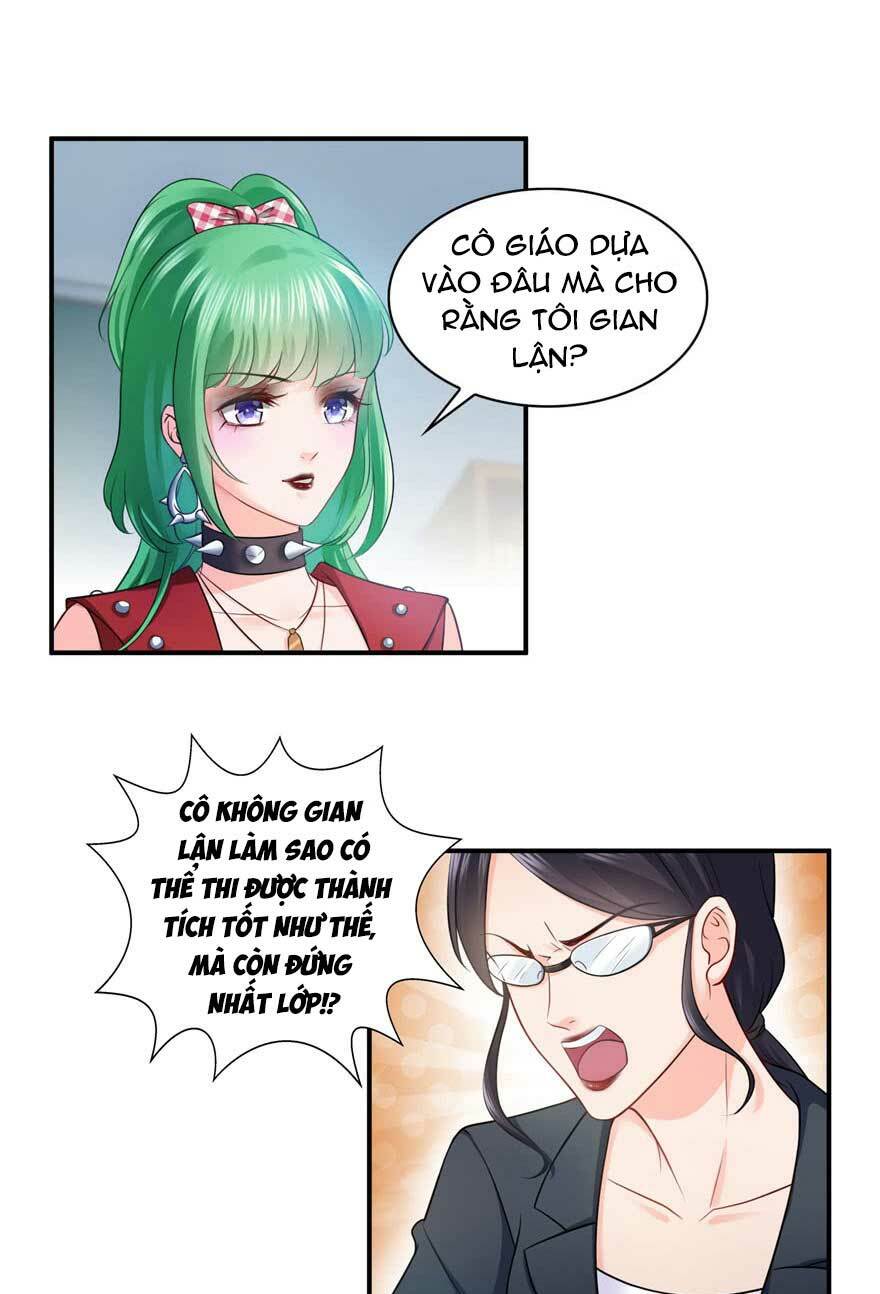 CÔ GIÁO DỰA
VÀO ĐÂU MÀ CHO
RẰNG TÔI GIAN
LẬN?
CÔ KHÔNG GIAN
LẬN LÀM SAO CÓ
THỂ THI ĐƯỢC THÀNH
TÍCH TỐT NHƯ THẾ,
MÀ CÒN ĐỨNG
NHẤT LỚP!?